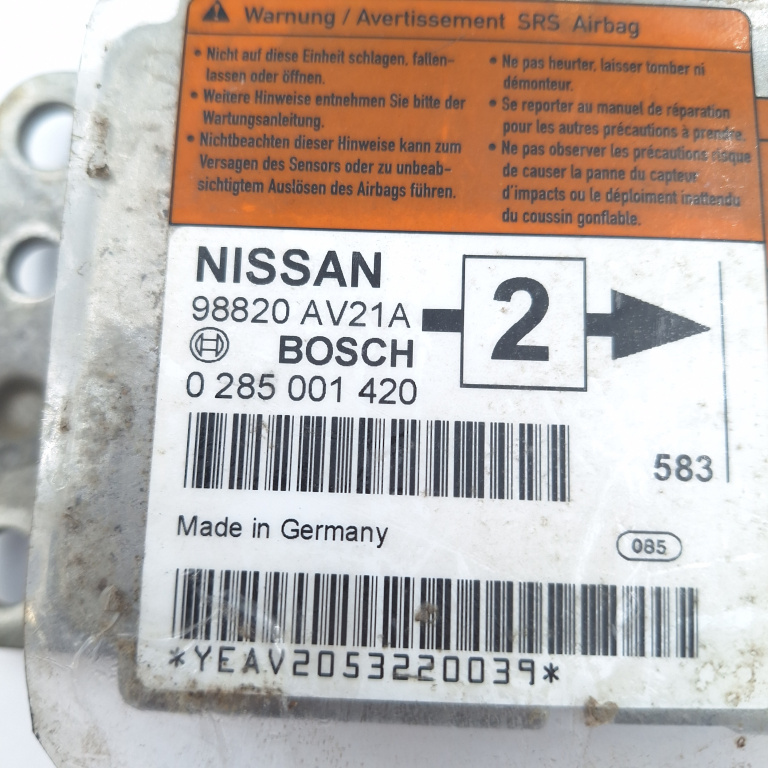 Warnung / Avertissement SRS Airbag
• Nicht auf diese Einheit schlagen, fallen-
lassen oder öffnen.
• Weitere Hinweise entnehmen Sie bitte der
Wartungsanleitung.
• Nichtbeachten dieser Hinweise kann zum
Versagen des Sensors oder zu unbeab-
sichtigtem Auslösen des Airbags führen.
• Ne pas heurter, laisser tomber ni
démonteur.
• Se reporter au manuel de réparation
pour les autres précautions à prendre.
• Ne pas observer les précautions risque
de causer la panne du capteur
d'impacts ou le déploiment inattendu
du coussin gonflable.
NISSAN
98820 AV21A
2
BOSCH
0 285 001 420
583
Made in Germany
085
*YEAV2053220039*